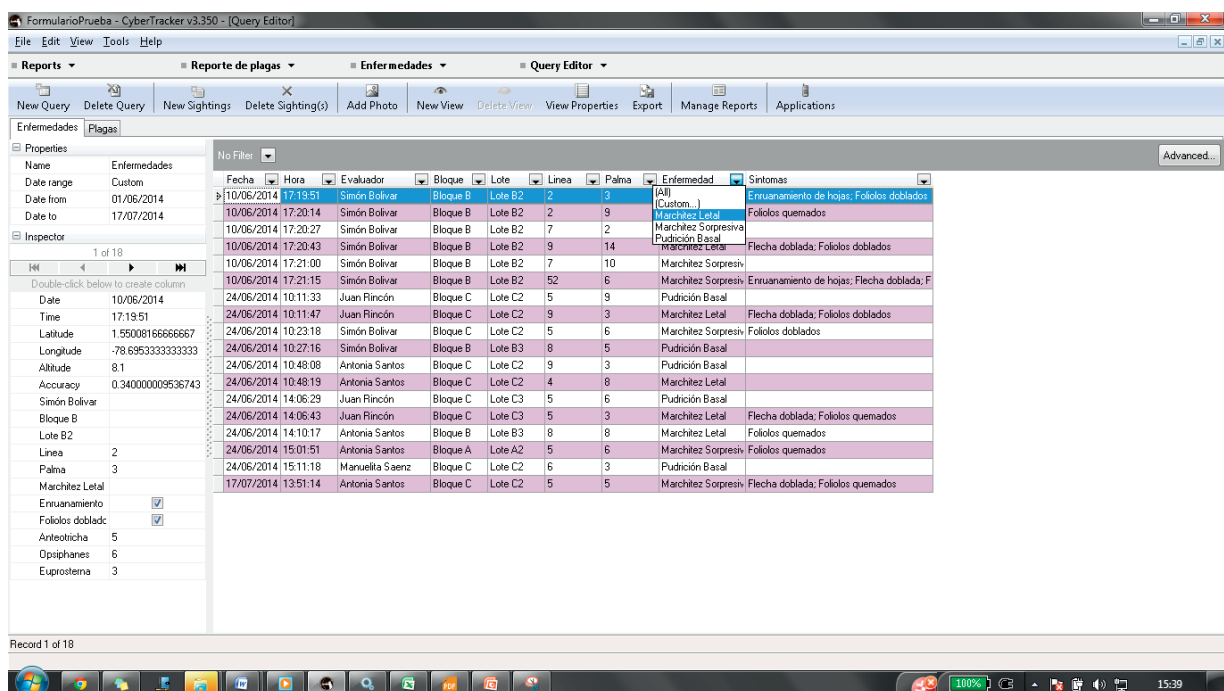 FormularioPrueba - CyberTracker v3.350 - [Query Editor]
File Edit View Tools Help
Reports Reporte de plagas Enfermedades Query Editor
New Query Delete Query New Sightings Delete Sighting(s) Add Photo New View Delete View View Properties Export Manage Reports Applications
Enfermedades Plagas
Properties
Name Enfermedades
Date range Custom
Date from 01/06/2014
Date to 17/07/2014
Inspector
1 of 18
Double-click below to create column
Date 10/06/2014
Time 17:19:51
Latitude 1.55008166666667
Longitude -78.6953333333333
Altitude 8.1
Accuracy 0.340000009536743
Simón Bolivar
Bloque B
Lote B2
Linea 2
Palma 3
Marchitez Letal
Enruanamiento
Foliolos doblado
Anteotricha 5
Opsiphanes 6
Euprosterna 3
No Filter Advanced...
Fecha Hora Evaluador Bloque Lote Linea Palma Enfermedad Sintomas
10/06/2014 17:19:51 Simón Bolivar Bloque B Lote B2 2 3 Enruanamiento de hojas; Foliolos doblados
10/06/2014 17:20:14 Simón Bolivar Bloque B Lote B2 2 9 Foliolos quemados
10/06/2014 17:20:27 Simón Bolivar Bloque B Lote B2 7 2
10/06/2014 17:20:43 Simón Bolivar Bloque B Lote B2 9 14 Marchitez Letal Flecha doblada; Foliolos doblados
10/06/2014 17:21:00 Simón Bolivar Bloque B Lote B2 7 10 Marchitez Sorpresiv
10/06/2014 17:21:15 Simón Bolivar Bloque B Lote B2 52 6 Marchitez Sorpresiv Enruanamiento de hojas; Flecha doblada; F
24/06/2014 10:11:33 Juan Rincón Bloque C Lote C2 5 9 Pudrición Basal
24/06/2014 10:11:47 Juan Rincón Bloque C Lote C2 9 3 Marchitez Letal Flecha doblada; Foliolos doblados
24/06/2014 10:23:18 Simón Bolivar Bloque C Lote C2 5 6 Marchitez Sorpresiv Foliolos doblados
24/06/2014 10:27:16 Simón Bolivar Bloque B Lote B3 8 5 Pudrición Basal
24/06/2014 10:48:08 Antonia Santos Bloque C Lote C2 9 3 Pudrición Basal
24/06/2014 10:48:19 Antonia Santos Bloque C Lote C2 4 8 Marchitez Letal
24/06/2014 14:06:29 Juan Rincón Bloque C Lote C3 5 6 Pudrición Basal
24/06/2014 14:06:43 Juan Rincón Bloque C Lote C3 5 3 Marchitez Letal Flecha doblada; Foliolos quemados
24/06/2014 14:10:17 Antonia Santos Bloque B Lote B3 8 8 Marchitez Letal Foliolos quemados
24/06/2014 15:01:51 Antonia Santos Bloque A Lote A2 5 6 Marchitez Sorpresiv Foliolos quemados
24/06/2014 15:11:18 Manuelita Saenz Bloque C Lote C2 6 3 Pudrición Basal
17/07/2014 13:51:14 Antonia Santos Bloque C Lote C2 5 5 Marchitez Sorpresiv Flecha doblada; Foliolos quemados
(All)
(Custom...)
Marchitez Letal
Marchitez Sorpresiva
Pudrición Basal
Record 1 of 18
100% 15:39